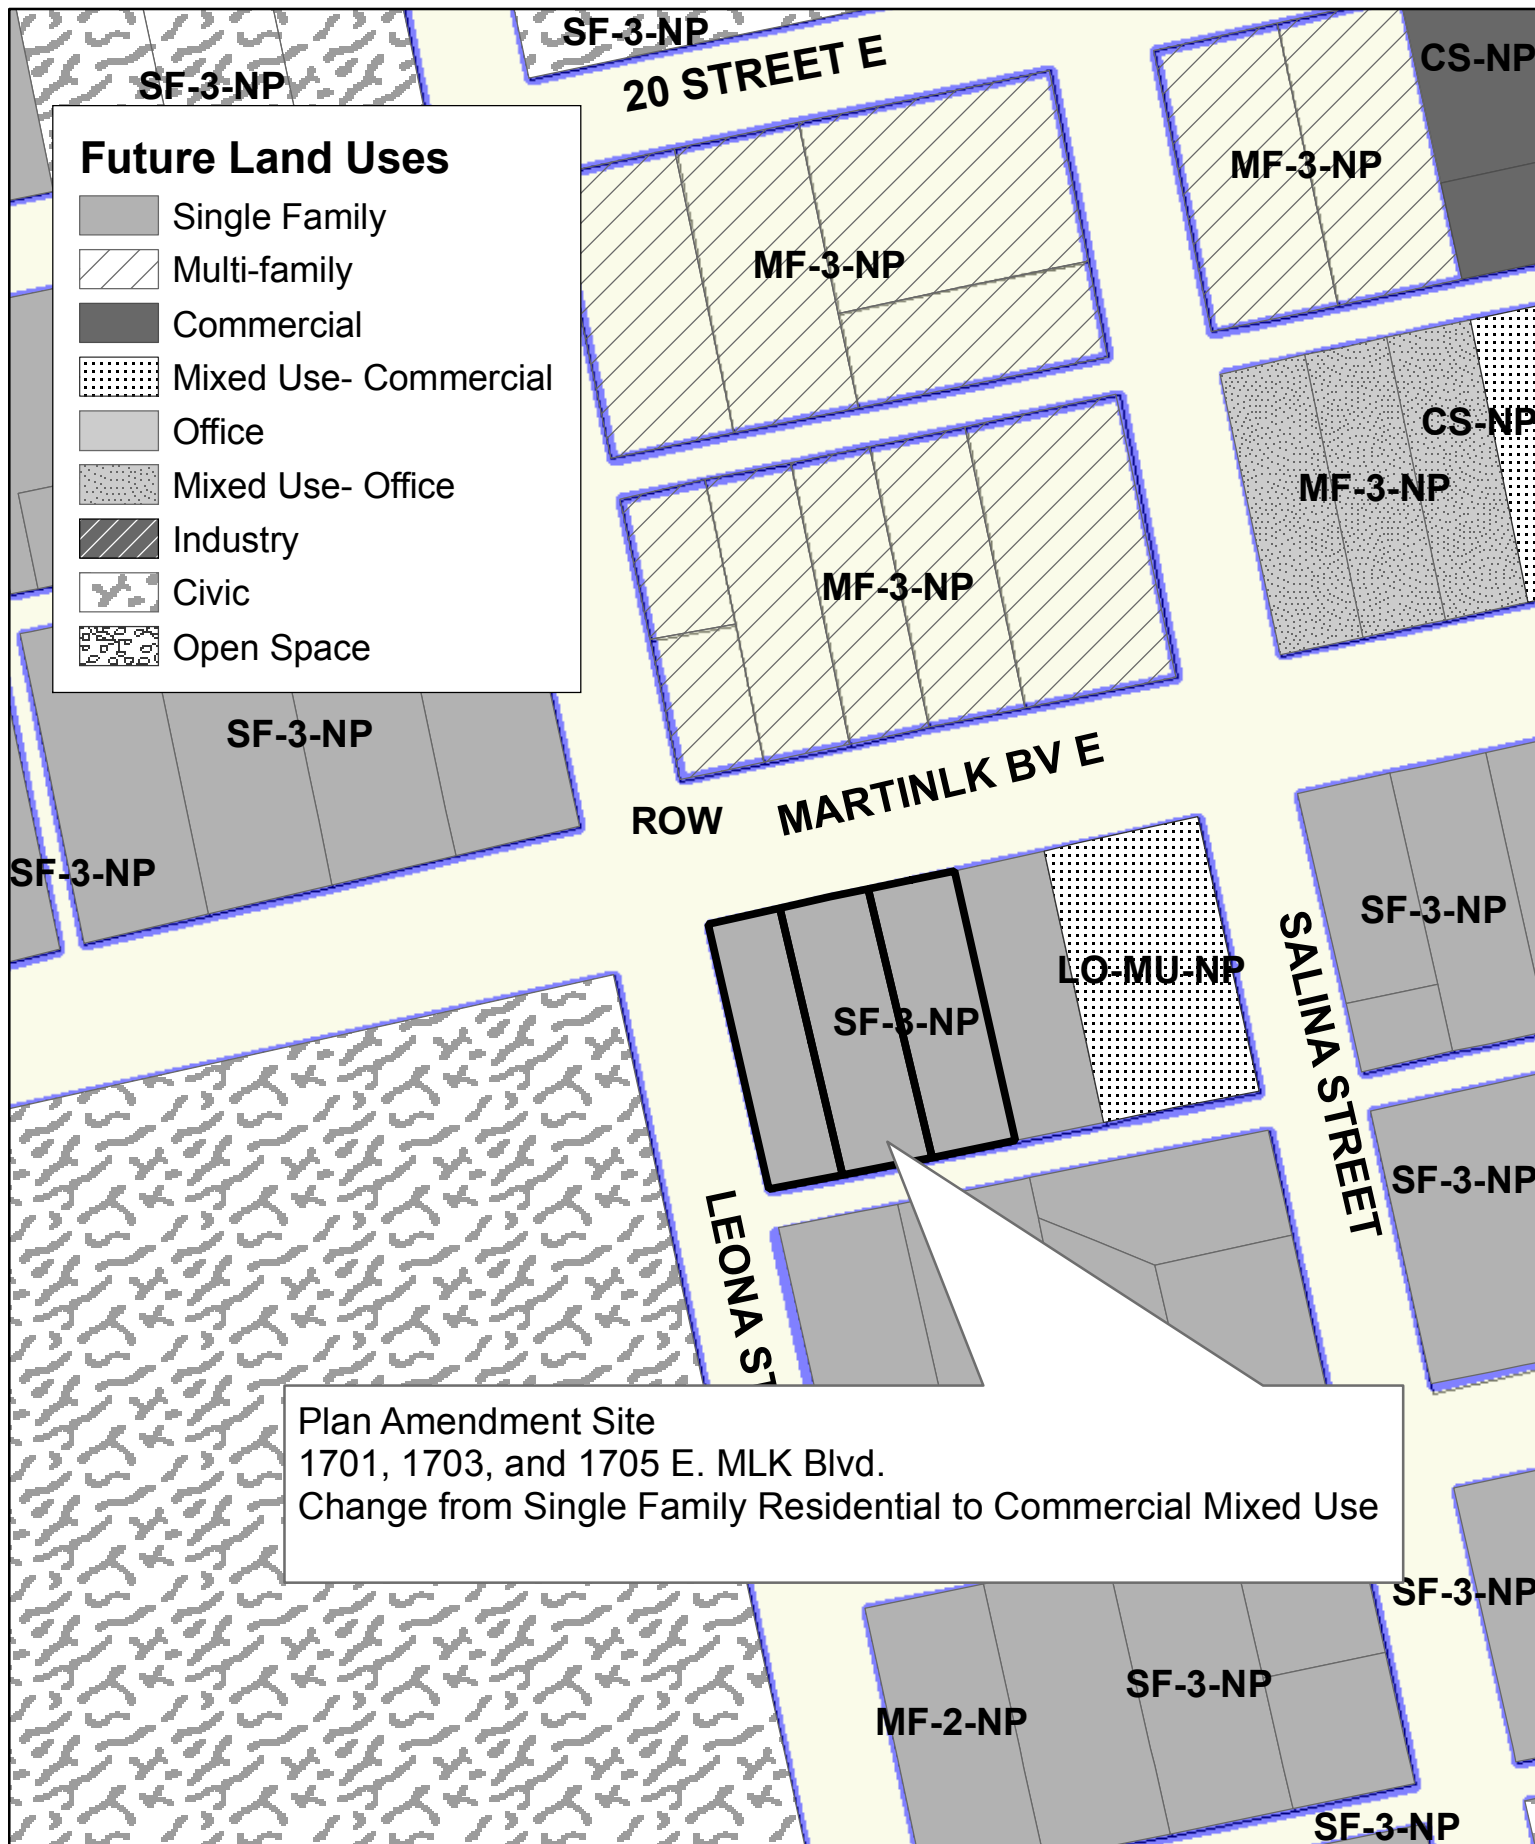 SF-3-NP
20 STREET E
CS-NP
SF-3-NP
Future Land Uses
Single Family
Multi-family
Commercial
Mixed Use- Commercial
Office
Mixed Use- Office
Industry
Civic
Open Space
MF-3-NP
MF-3-NP
CS-NP
MF-3-NP
MF-3-NP
SF-3-NP
MARTINLK BV E
ROW
SF-3-NP
SF-3-NP
LO-MU-NP
SF-3-NP
SALINA STREET
SF-3-NP
LEONA ST
Plan Amendment Site
1701, 1703, and 1705 E. MLK Blvd.
Change from Single Family Residential to Commercial Mixed Use
SF-3-NP
SF-3-NP
MF-2-NP
SF-3-NP